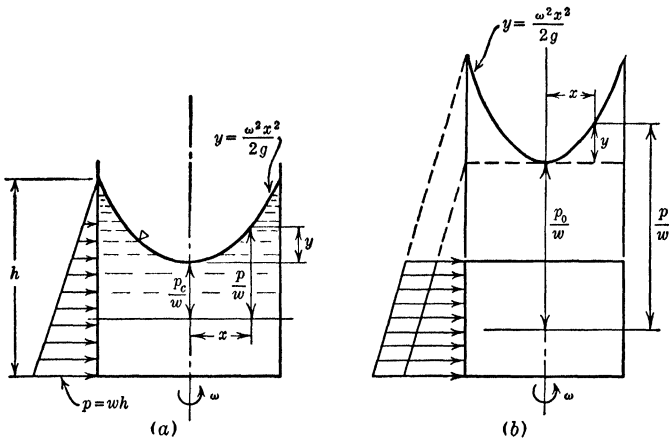 y = ω²x²/2g
h
p_c/w
p/w
y
x
p = wh
ω
(a)
y = ω²x²/2g
x
y
p_0/w
p/w
ω
(b)